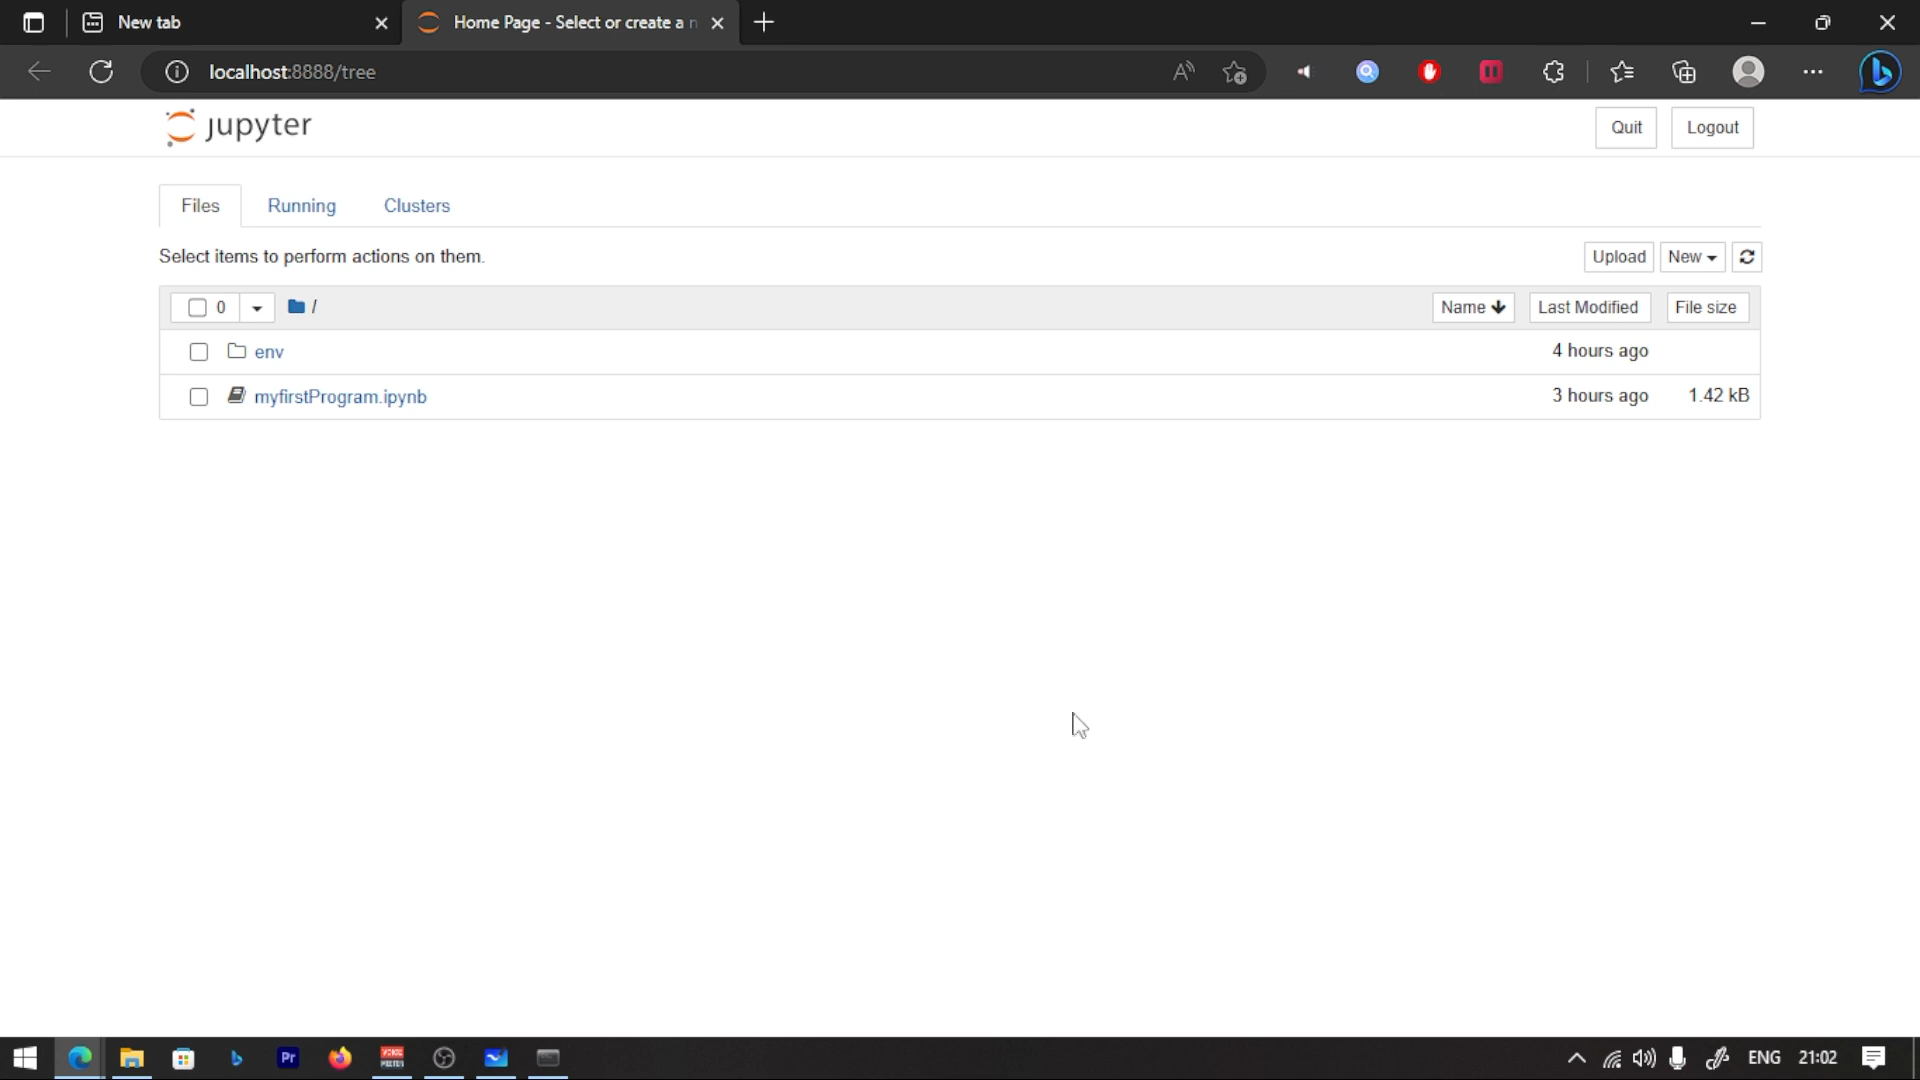 New tab
Home Page - Select or create a n
localhost:8888/tree
jupyter
Quit
Logout
Files
Running
Clusters
Select items to perform actions on them.
Upload
New
0
/
Name
Last Modified
File size
env
4 hours ago
myfirstProgram.ipynb
3 hours ago
1.42 kB
Pr
ENG
21:02